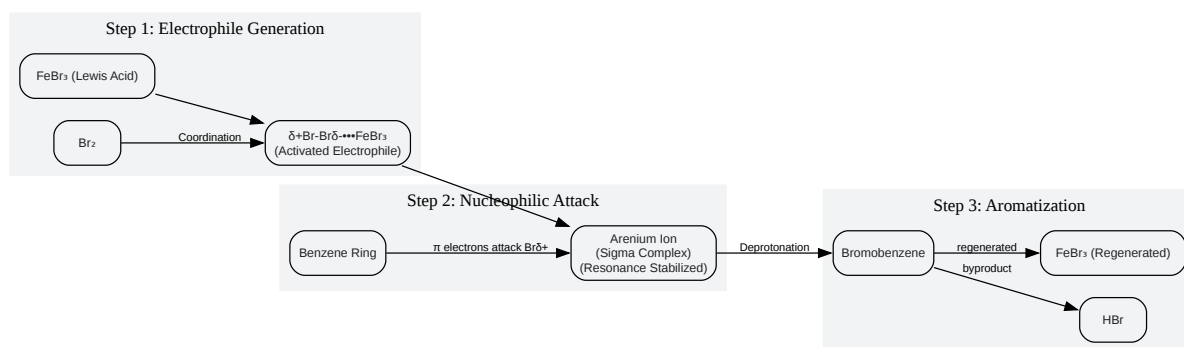 Step 1: Electrophile Generation
FeBr₃ (Lewis Acid)
Br₂
Coordination
δ+Br-Brδ-•••FeBr₃
(Activated Electrophile)
Step 2: Nucleophilic Attack
Benzene Ring
π electrons attack Brδ+
Arenium Ion
(Sigma Complex)
(Resonance Stabilized)
Deprotonation
Step 3: Aromatization
Bromobenzene
regenerated
FeBr₃ (Regenerated)
byproduct
HBr